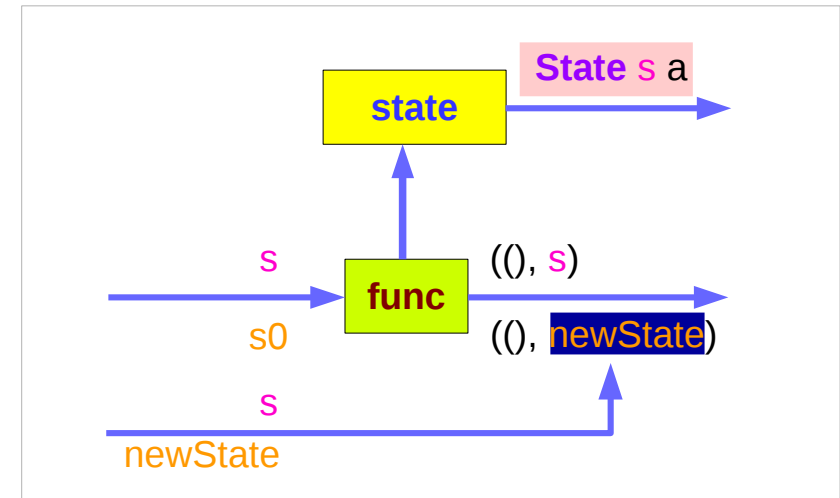 State s a
state
s
((), s)
func
s0
((), newState)
s
newState